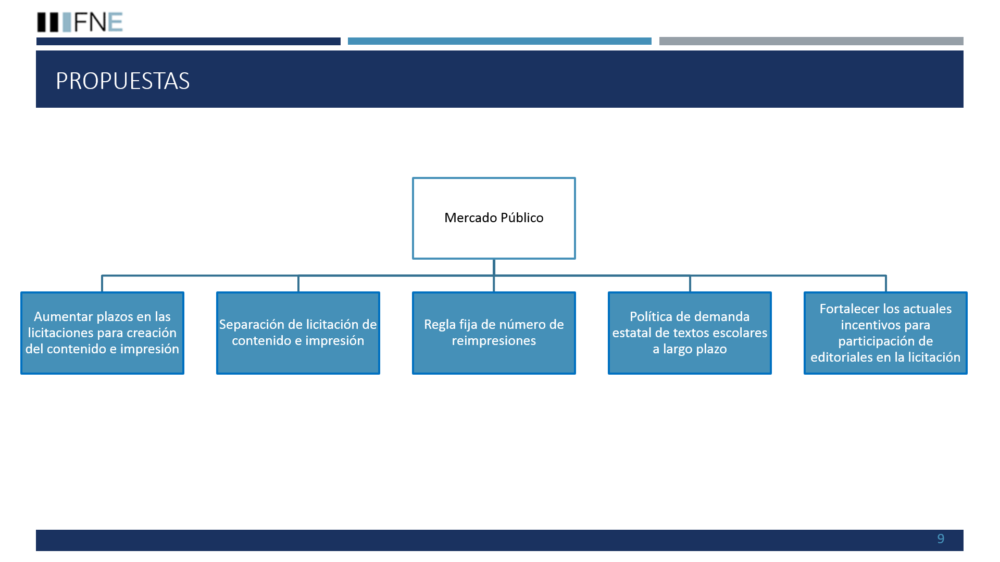 FNE
PROPUESTAS
Mercado Público
Aumentar plazos en las
licitaciones para creación
del contenido e impresión
Separación de licitación de
contenido e impresión
Regla fija de número de
reimpresiones
Política de demanda
estatal de textos escolares
a largo plazo
Fortalecer los actuales
incentivos para
participación de
editoriales en la licitación
9